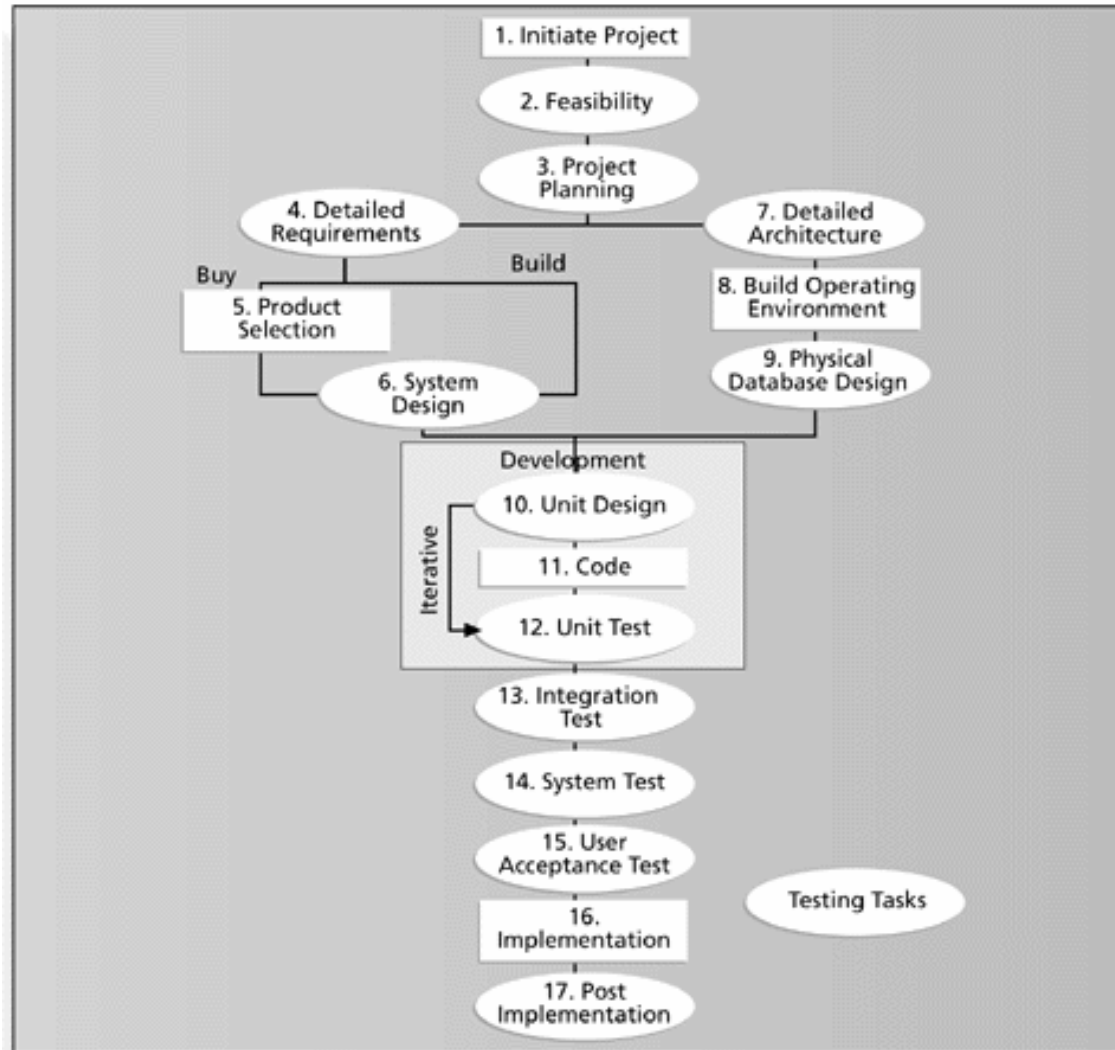 1. Initiate Project
2. Feasibility
3. Project
Planning
4. Detailed
Requirements
7. Detailed
Architecture
Buy
Build
5. Product
Selection
8. Build Operating
Environment
6. System
Design
9. Physical
Database Design
Development
10. Unit Design
Iterative
11. Code
12. Unit Test
13. Integration
Test
14. System Test
15. User
Acceptance Test
Testing Tasks
16.
Implementation
17. Post
Implementation